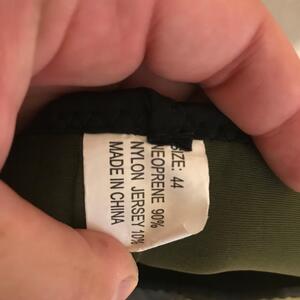 SIZE: 44
NEOPRENE 90%
NYLON JERSEY 10%
MADE IN CHINA